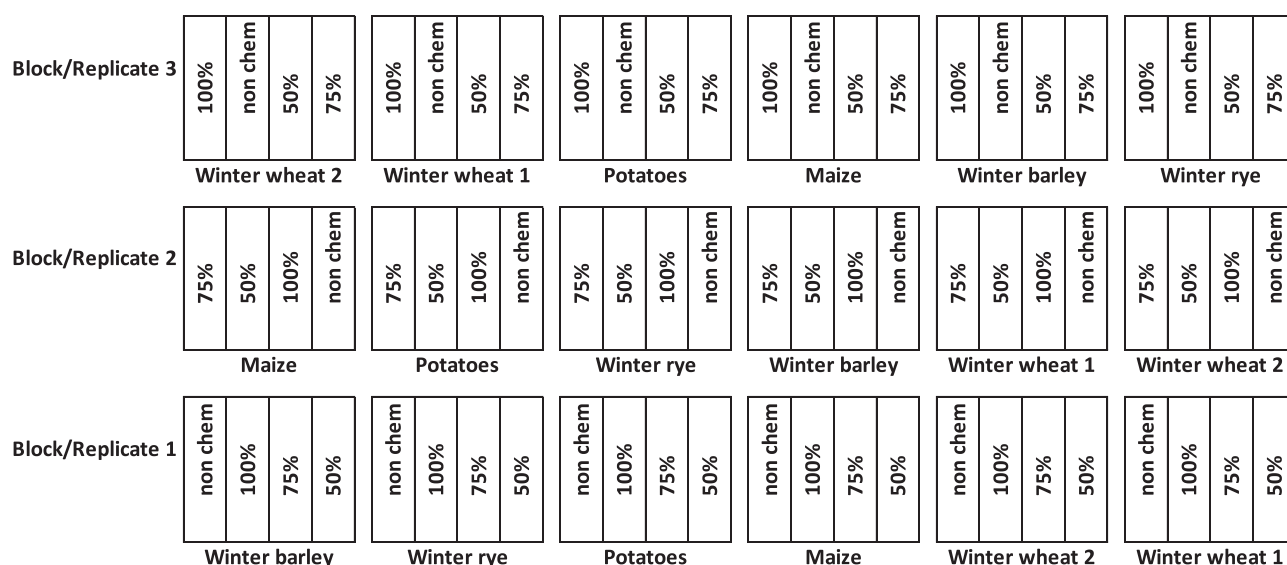 Block/Replicate 3
100% non chem 50% 75% 100% non chem 50% 75% 100% non chem 50% 75% 100% non chem 50% 75% 100% non chem 50% 75% 100% non chem 50% 75%
Winter wheat 2 Winter wheat 1 Potatoes Maize Winter barley Winter rye
Block/Replicate 2
75% 50% 100% non chem 75% 50% 100% non chem 75% 50% 100% non chem 75% 50% 100% non chem 75% 50% 100% non chem 75% 50% 100% non chem
Maize Potatoes Winter rye Winter barley Winter wheat 1 Winter wheat 2
Block/Replicate 1
non chem 100% 75% 50% non chem 100% 75% 50% non chem 100% 75% 50% non chem 100% 75% 50% non chem 100% 75% 50% non chem 100% 75% 50%
Winter barley Winter rye Potatoes Maize Winter wheat 2 Winter wheat 1